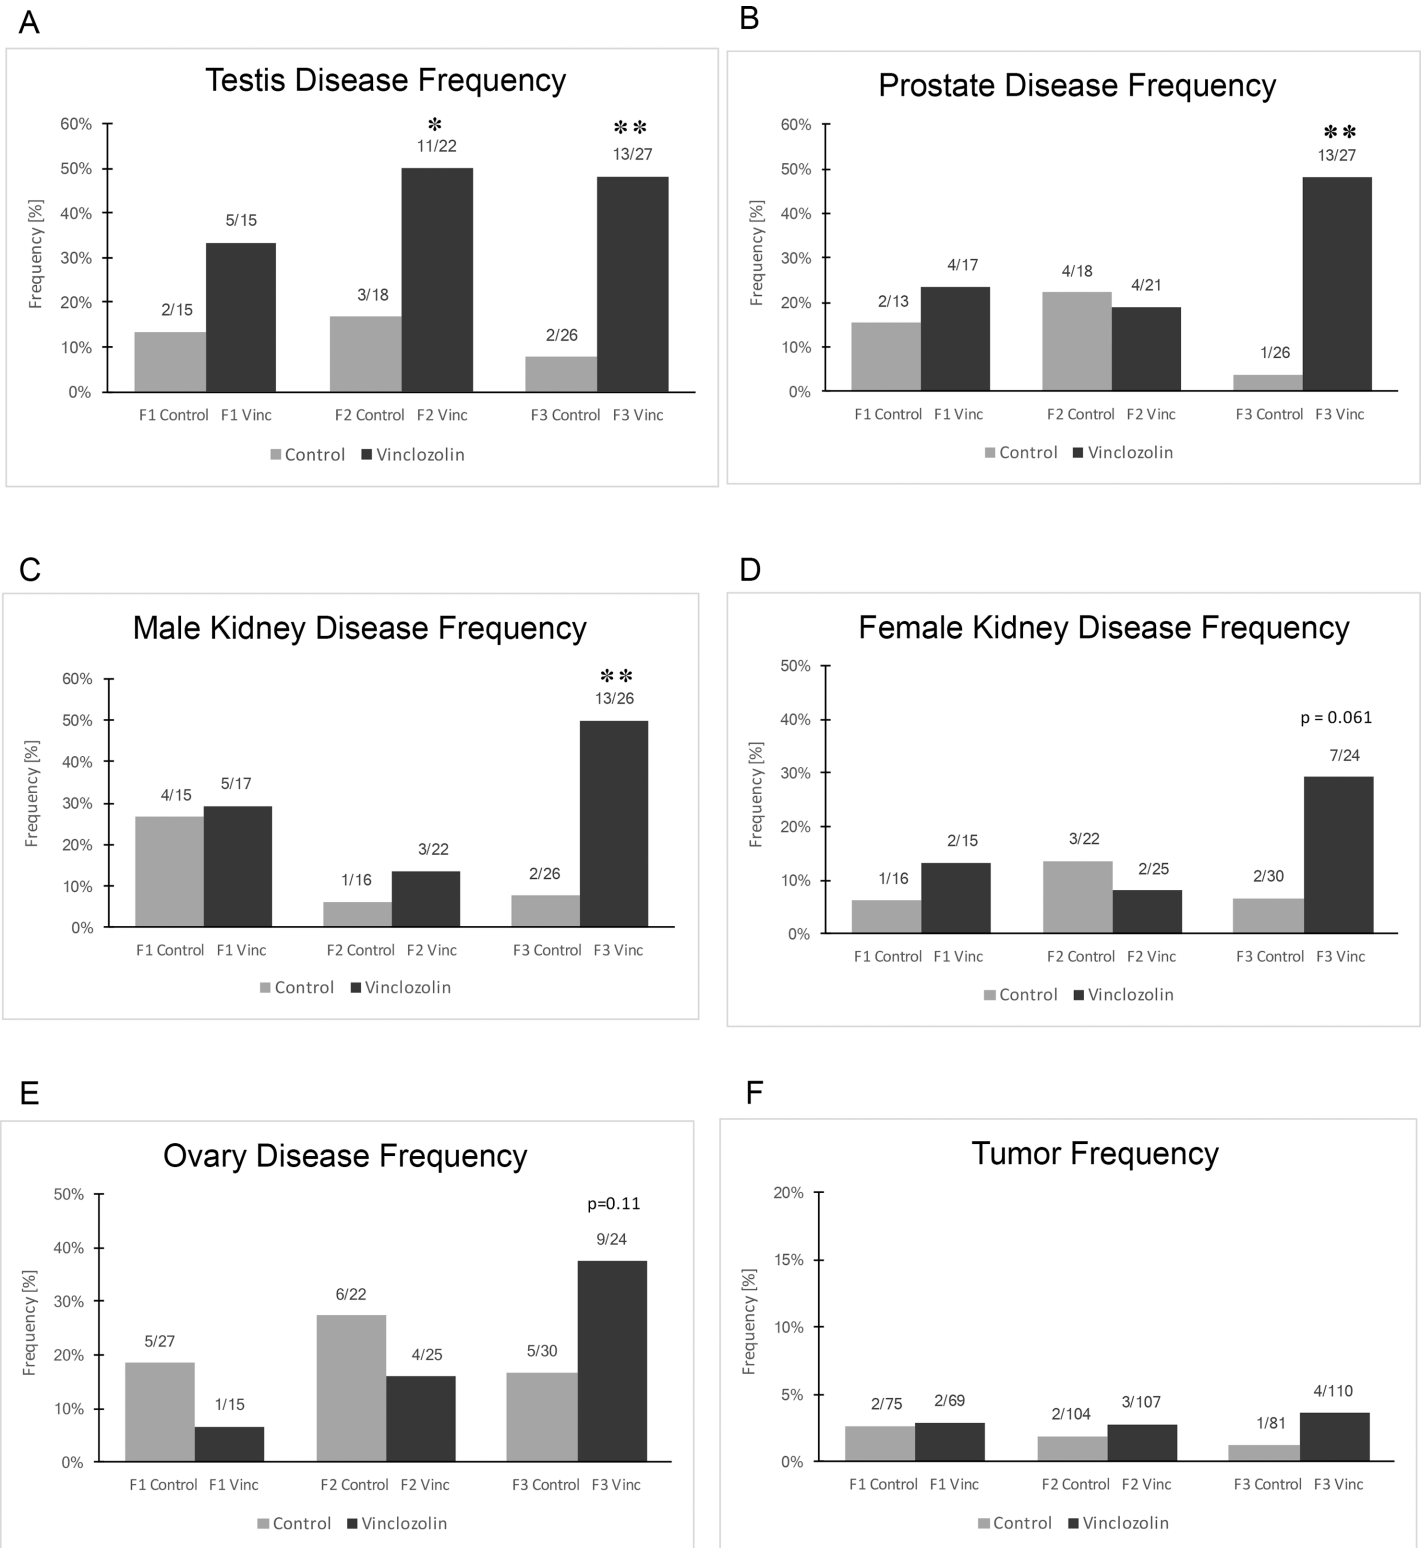 A
Testis Disease Frequency
Frequency [%]
60%
50%
40%
30%
20%
10%
0%
2/15
5/15
3/18
*
11/22
2/26
**
13/27
F1 Control F1 Vinc F2 Control F2 Vinc F3 Control F3 Vinc
Control Vinclozolin
B
Prostate Disease Frequency
Frequency [%]
60%
50%
40%
30%
20%
10%
0%
2/13
4/17
4/18
4/21
1/26
**
13/27
F1 Control F1 Vinc F2 Control F2 Vinc F3 Control F3 Vinc
Control Vinclozolin
C
Male Kidney Disease Frequency
Frequency [%]
60%
50%
40%
30%
20%
10%
0%
4/15
5/17
1/16
3/22
2/26
**
13/26
F1 Control F1 Vinc F2 Control F2 Vinc F3 Control F3 Vinc
Control Vinclozolin
D
Female Kidney Disease Frequency
Frequency [%]
50%
40%
30%
20%
10%
0%
1/16
2/15
3/22
2/25
2/30
p = 0.061
7/24
F1 Control F1 Vinc F2 Control F2 Vinc F3 Control F3 Vinc
Control Vinclozolin
E
Ovary Disease Frequency
Frequency [%]
50%
40%
30%
20%
10%
0%
5/27
1/15
6/22
4/25
5/30
p=0.11
9/24
F1 Control F1 Vinc F2 Control F2 Vinc F3 Control F3 Vinc
Control Vinclozolin
F
Tumor Frequency
Frequency [%]
20%
15%
10%
5%
0%
2/75
2/69
2/104
3/107
1/81
4/110
F1 Control F1 Vinc F2 Control F2 Vinc F3 Control F3 Vinc
Control Vinclozolin